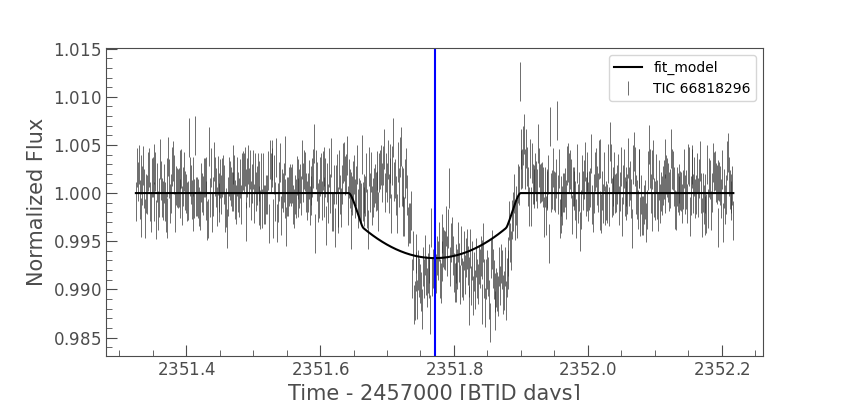 1.015
1.010
1.005
1.000
0.995
0.990
0.985
Normalized Flux
fit_model
TIC 66818296
2351.4 2351.6 2351.8 2352.0 2352.2
Time - 2457000 [BTJD days]